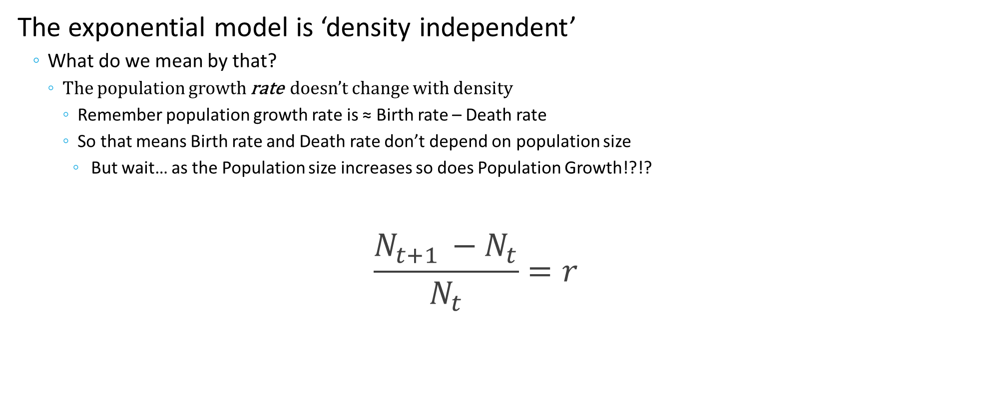 The exponential model is ‘density independent’
◦ What do we mean by that?
◦ The population growth rate doesn’t change with density
◦ Remember population growth rate is ≈ Birth rate – Death rate
◦ So that means Birth rate and Death rate don’t depend on population size
◦ But wait… as the Population size increases so does Population Growth!?!?
$\frac{N_{t+1} - N_t}{N_t} = r$